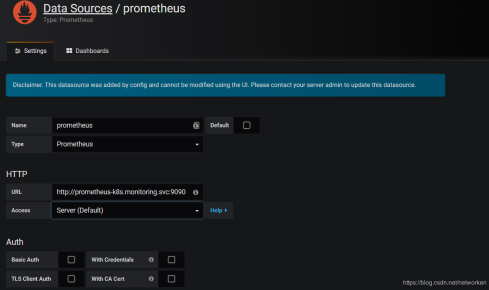 Data Sources / prometheus
Type: Prometheus
Settings Dashboards
Disclaimer. This datasource was added by config and cannot be modified using the UI. Please contact your server admin to update this datasource.
Name prometheus Default
Type Prometheus
HTTP
URL http://prometheus-k8s.monitoring.svc:9090
Access Server (Default) Help
Auth
Basic Auth With Credentials
TLS Client Auth With CA Cert
https://blog.csdn.net/networken